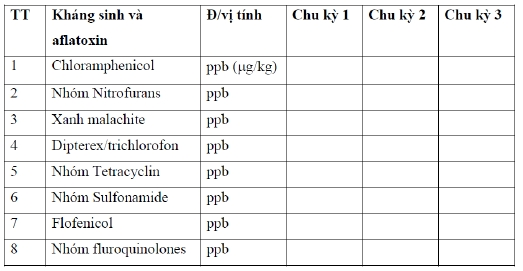 TT Kháng sinh và aflatoxin Đ/vị tính Chu kỳ 1 Chu kỳ 2 Chu kỳ 3
1 Chloramphenicol ppb (μg/kg)
2 Nhóm Nitrofurans ppb
3 Xanh malachite ppb
4 Dipterex/trichlorofon ppb
5 Nhóm Tetracyclin ppb
6 Nhóm Sulfonamide ppb
7 Flofenicol ppb
8 Nhóm fluroquinolones ppb